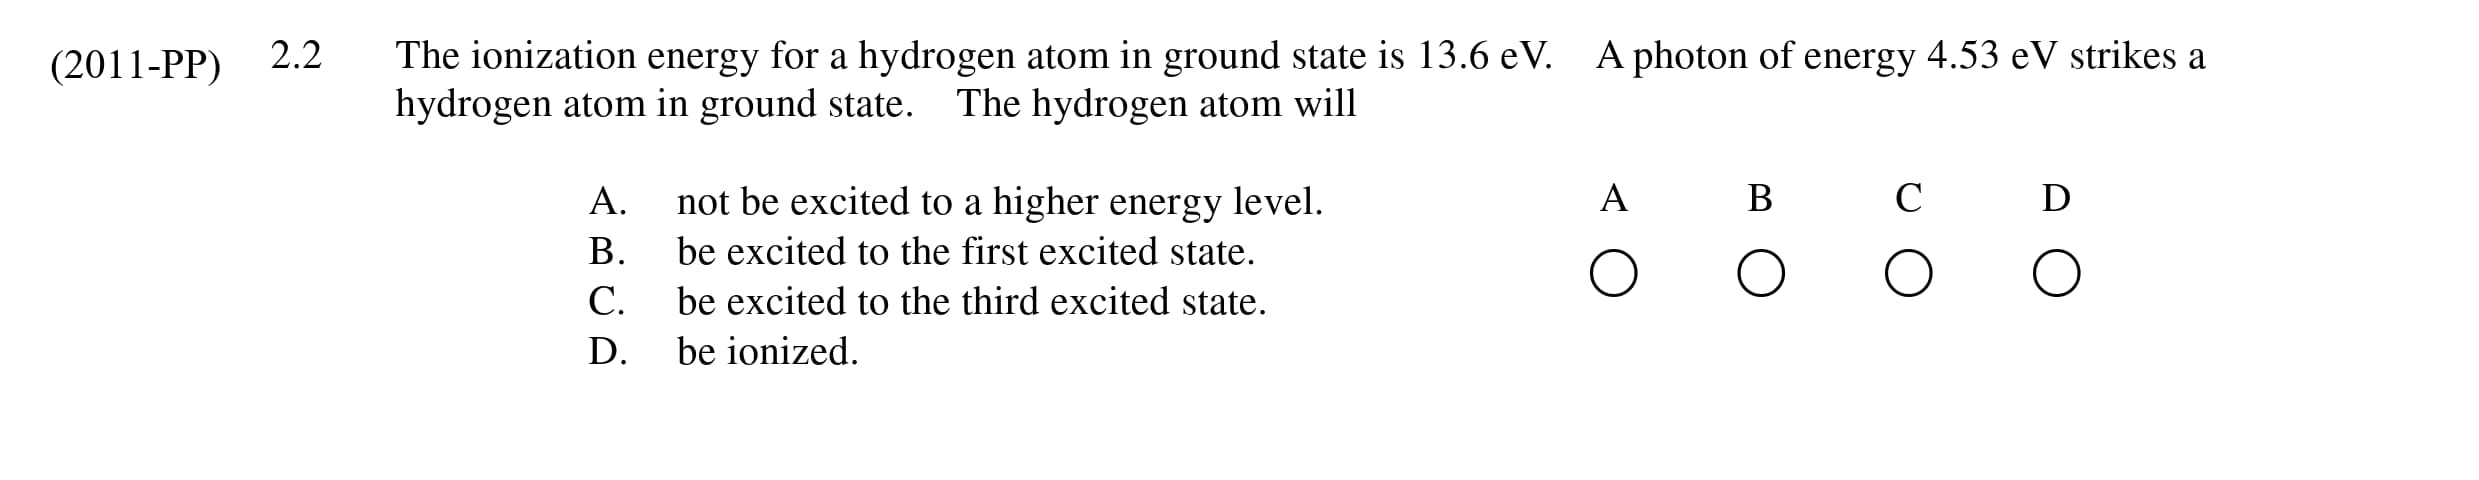 (2011-PP) 2.2 The ionization energy for a hydrogen atom in ground state is 13.6 eV. A photon of energy 4.53 eV strikes a
hydrogen atom in ground state. The hydrogen atom will
A. not be excited to a higher energy level.
B. be excited to the first excited state.
C. be excited to the third excited state.
D. be ionized.
A B C D